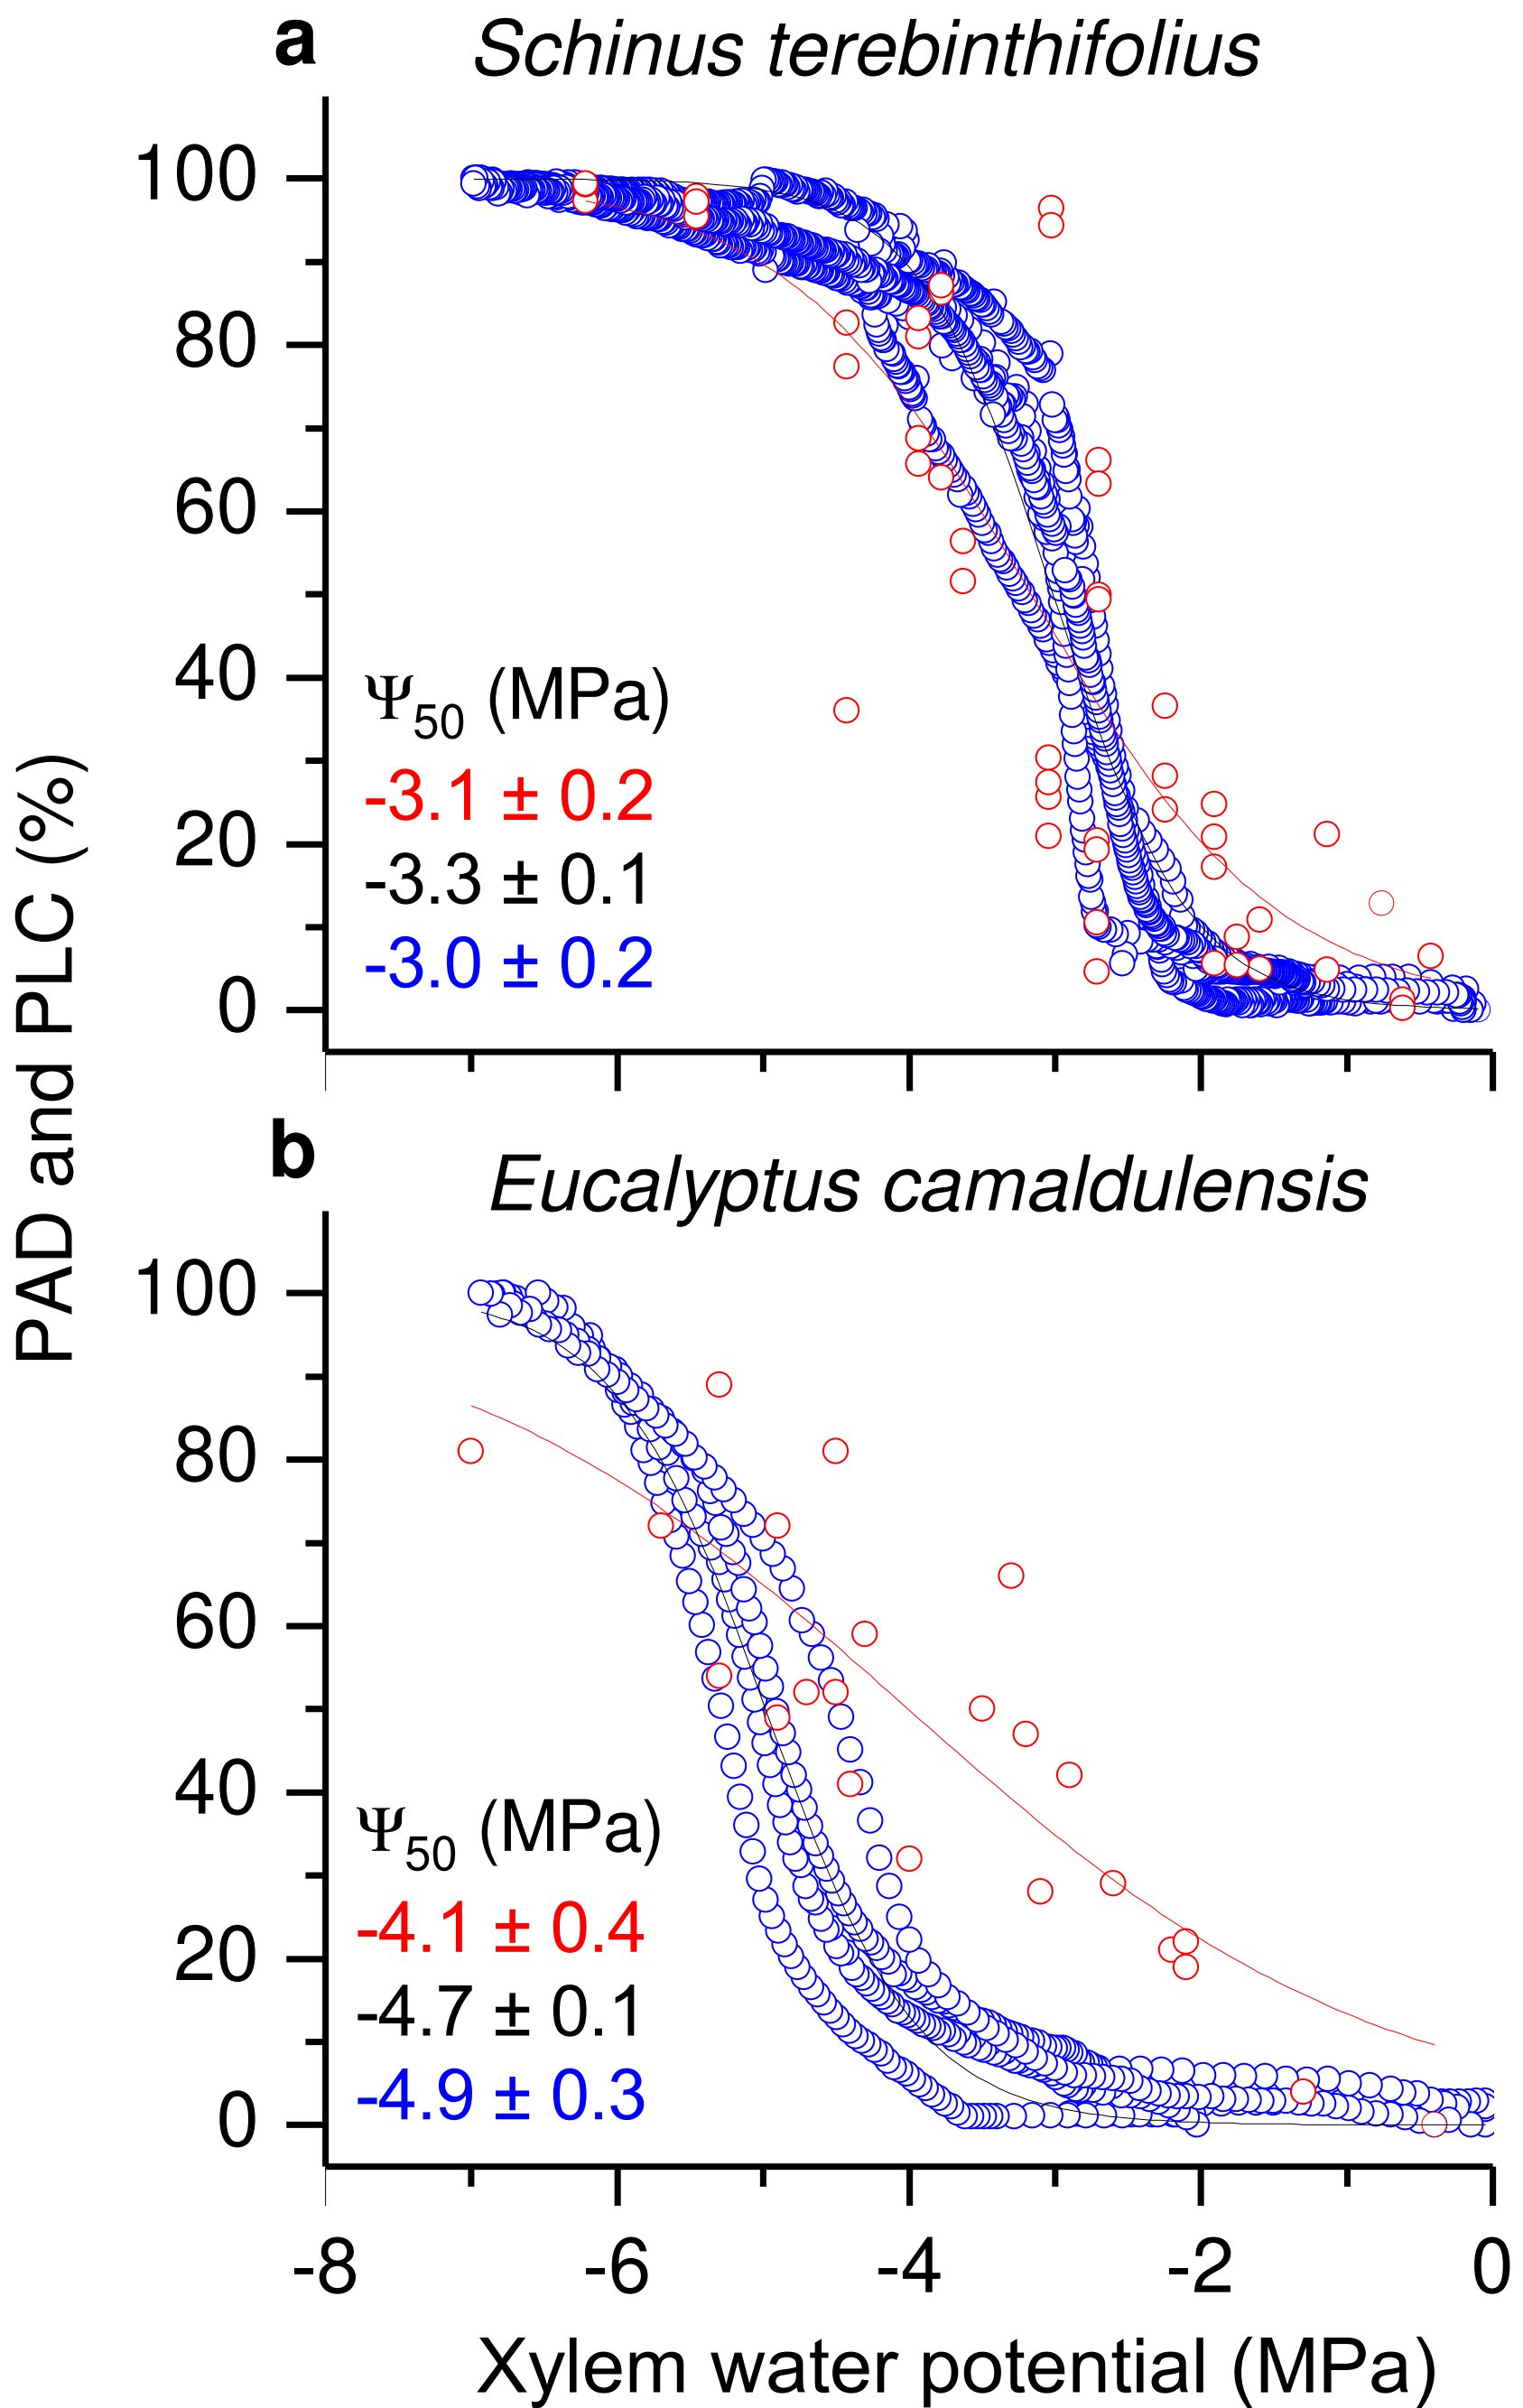 a Schinus terebinthifolius
100
80
60
40
20
0
Ψ50 (MPa)
-3.1 ± 0.2
-3.3 ± 0.1
-3.0 ± 0.2
PAD and PLC (%)
b Eucalyptus camaldulensis
100
80
60
40
20
0
Ψ50 (MPa)
-4.1 ± 0.4
-4.7 ± 0.1
-4.9 ± 0.3
-8 -6 -4 -2 0
Xylem water potential (MPa)